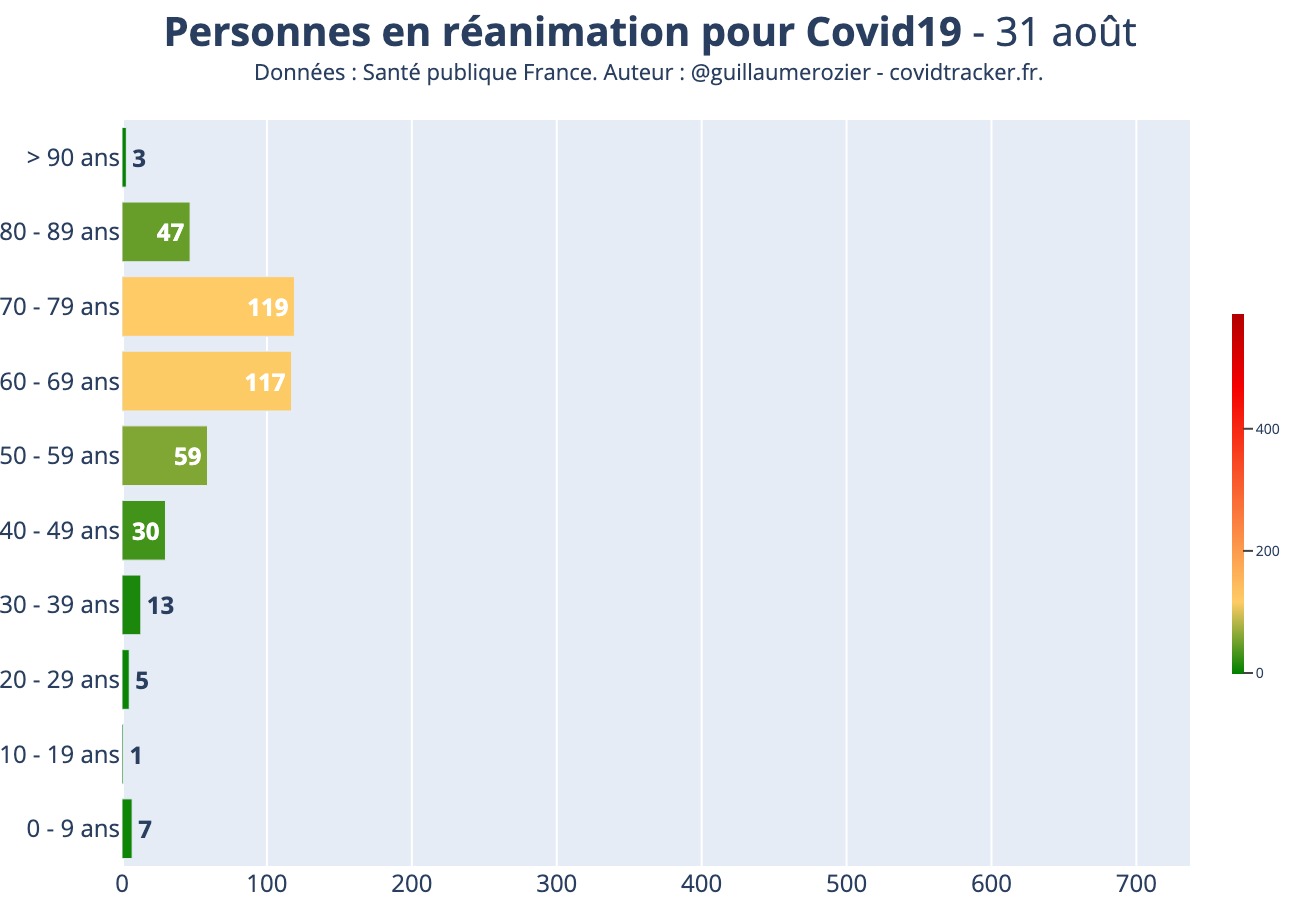 Personnes en réanimation pour Covid19 - 31 août
Données : Santé publique France. Auteur : @guillaumerozier - covidtracker.fr.
> 90 ans 3
80 - 89 ans 47
70 - 79 ans 119
60 - 69 ans 117
50 - 59 ans 59
40 - 49 ans 30
30 - 39 ans 13
20 - 29 ans 5
10 - 19 ans 1
0 - 9 ans 7
0 100 200 300 400 500 600 700
400
200
0